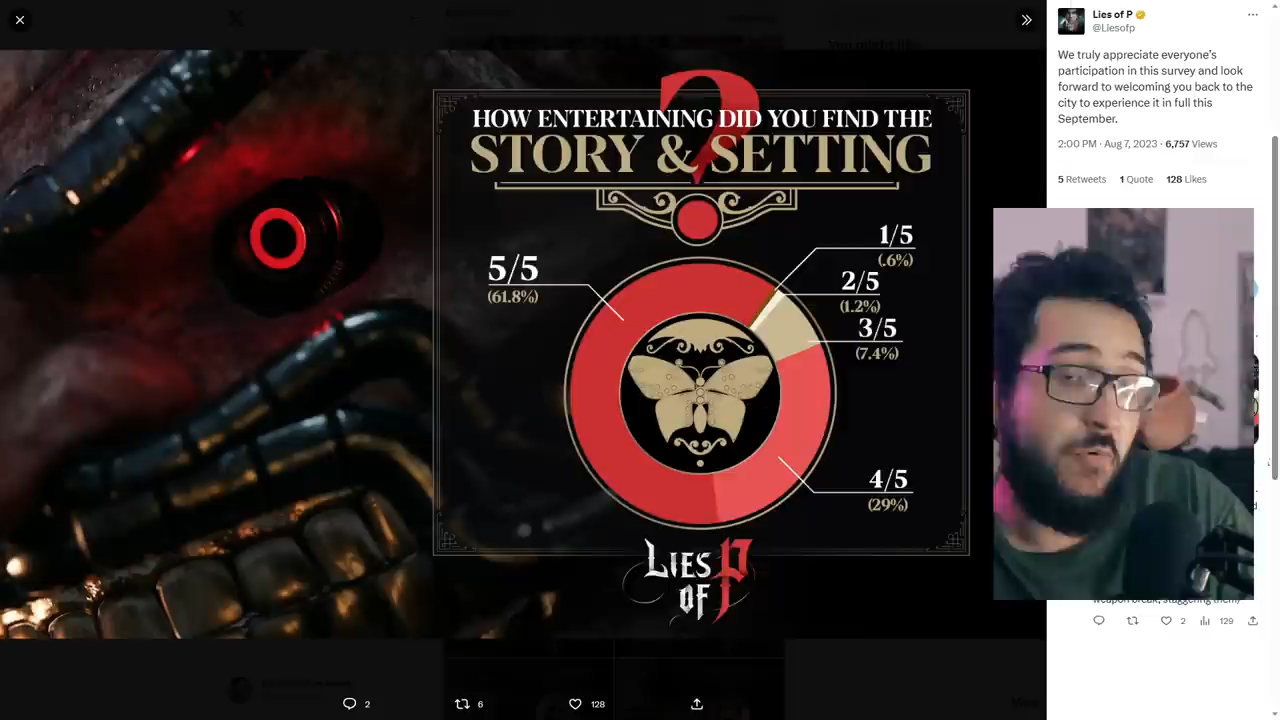 HOW ENTERTAINING DID YOU FIND THE
STORY & SETTING
?
1/5
(.6%)
5/5
(61.8%)
2/5
(1.2%)
3/5
(7.4%)
4/5
(29%)
LIES
OF P
2
6
128
Lies of P
@Liesofp
We truly appreciate everyone's
participation in this survey and look
forward to welcoming you back to the
city to experience it in full this
September.
2:00 PM · Aug 7, 2023 · 6,757 Views
5 Retweets 1 Quote 128 Likes
2 129